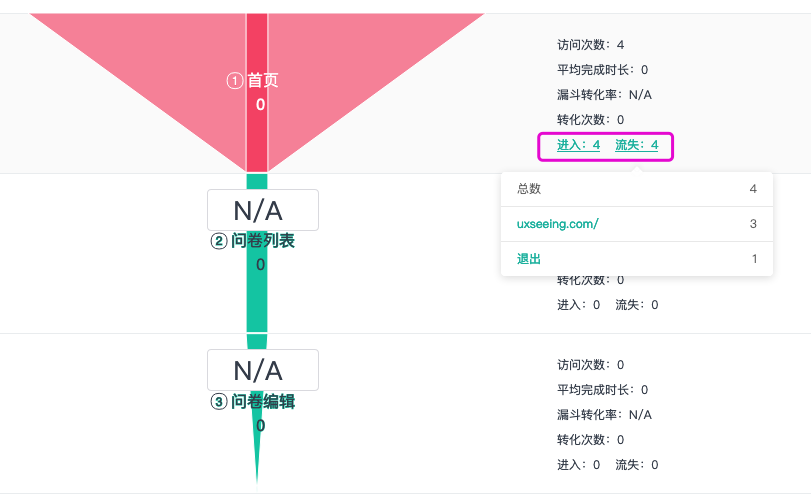 ① 首页
0
访问次数：4
平均完成时长：0
漏斗转化率：N/A
转化次数：0
进入：4 流失：4
总数 4
uxseeing.com/ 3
退出 1
N/A
② 问卷列表
0
转化次数：0
进入：0 流失：0
N/A
③ 问卷编辑
0
访问次数：0
平均完成时长：0
漏斗转化率：N/A
转化次数：0
进入：0 流失：0